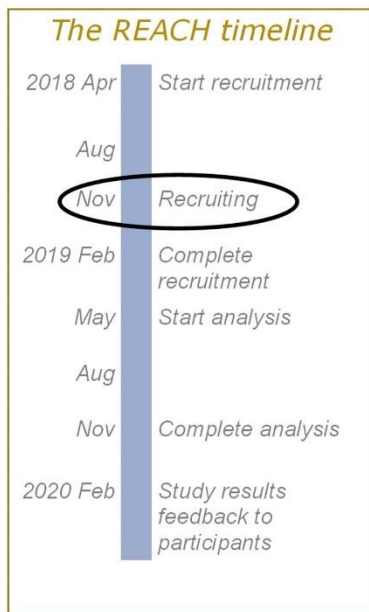 The REACH timeline
2018 Apr Start recruitment
Aug
Nov Recruiting
2019 Feb Complete
recruitment
May Start analysis
Aug
Nov Complete analysis
2020 Feb Study results
feedback to
participants